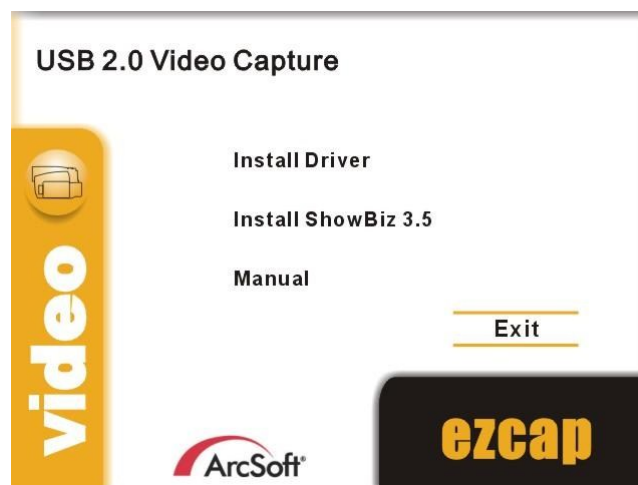 USB 2.0 Video Capture
Install Driver
Install ShowBiz 3.5
Manual
Exit
video
ArcSoft®
ezcap